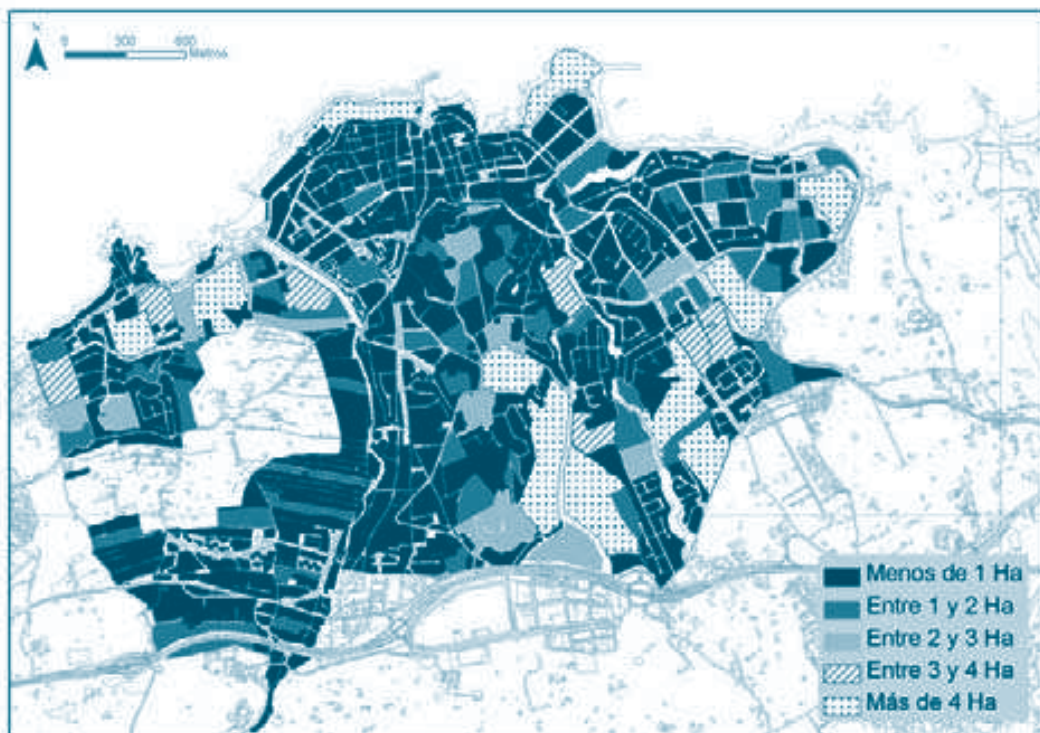 N
0 300 600
Metros
Menos de 1 Ha
Entre 1 y 2 Ha
Entre 2 y 3 Ha
Entre 3 y 4 Ha
Más de 4 Ha